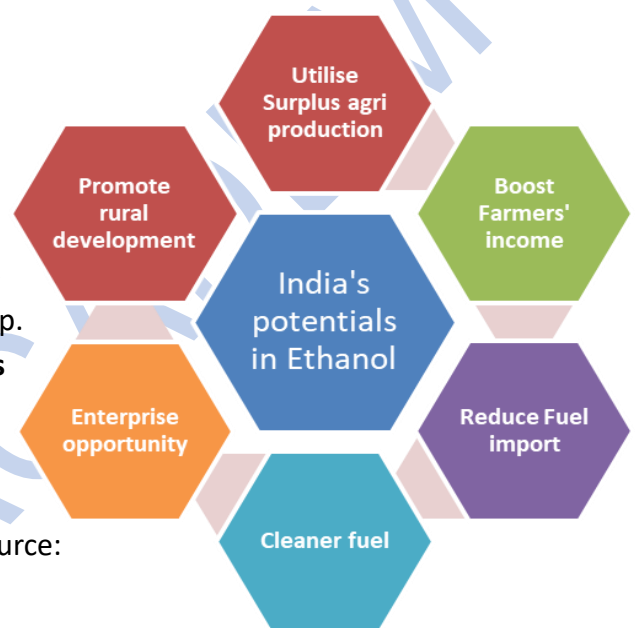 Utilise
Surplus agri
production
Promote
rural
development
Boost
Farmers'
income
India's
potentials
in Ethanol
p.
s
Enterprise
opportunity
Reduce Fuel
import
Cleaner fuel
urce: